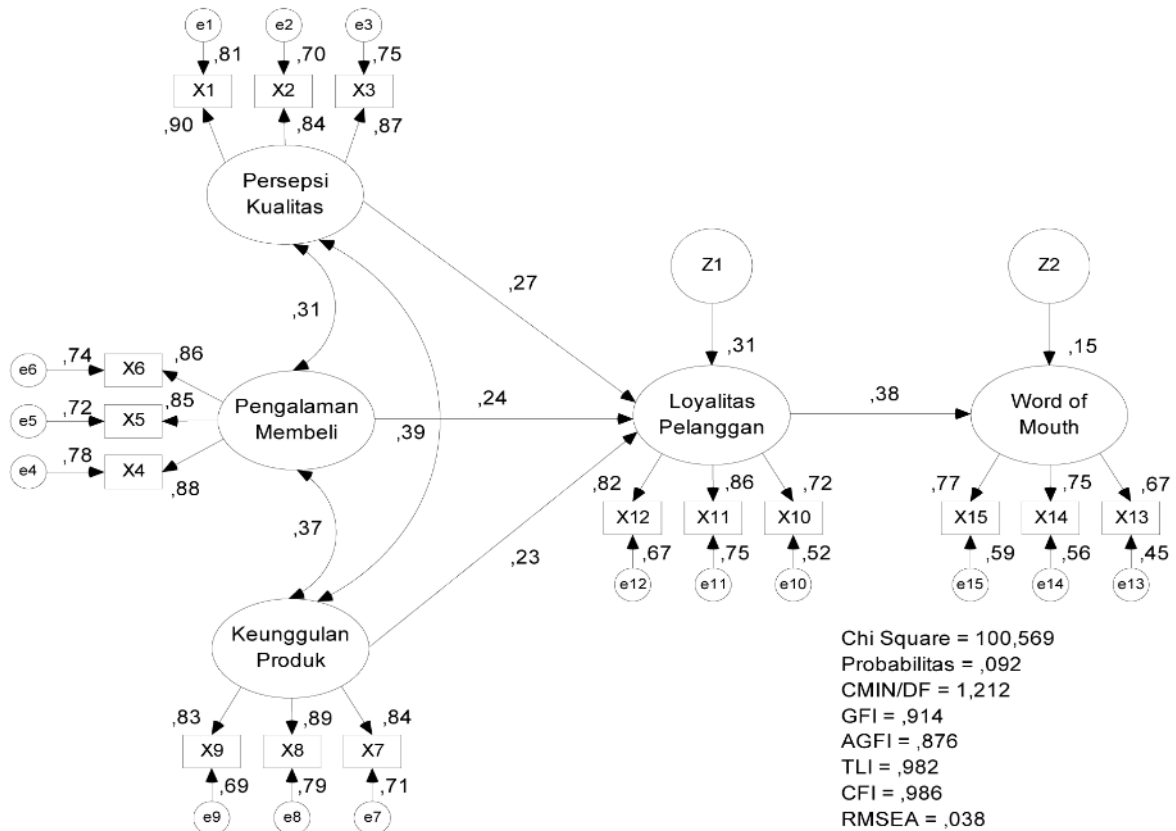 e1
e2
e3
,81
,70
,75
X1
X2
X3
,90
,84
,87
Persepsi
Kualitas
Z1
Z2
,27
,31
,31
,15
e6
,74
X6
,86
e5
,72
X5
,85
e4
,78
X4
,88
Pengalaman
Membeli
,24
,39
Loyalitas
Pelanggan
,38
Word of
Mouth
,82
,86
,72
,77
,75
,67
X12
X11
X10
X15
X14
X13
,67
,75
,52
,59
,56
,45
e12
e11
e10
e15
e14
e13
,37
,23
Keunggulan
Produk
,83
,89
,84
X9
X8
X7
,69
,79
,71
e9
e8
e7
Chi Square = 100,569
Probabilitas = ,092
CMIN/DF = 1,212
GFI = ,914
AGFI = ,876
TLI = ,982
CFI = ,986
RMSEA = ,038